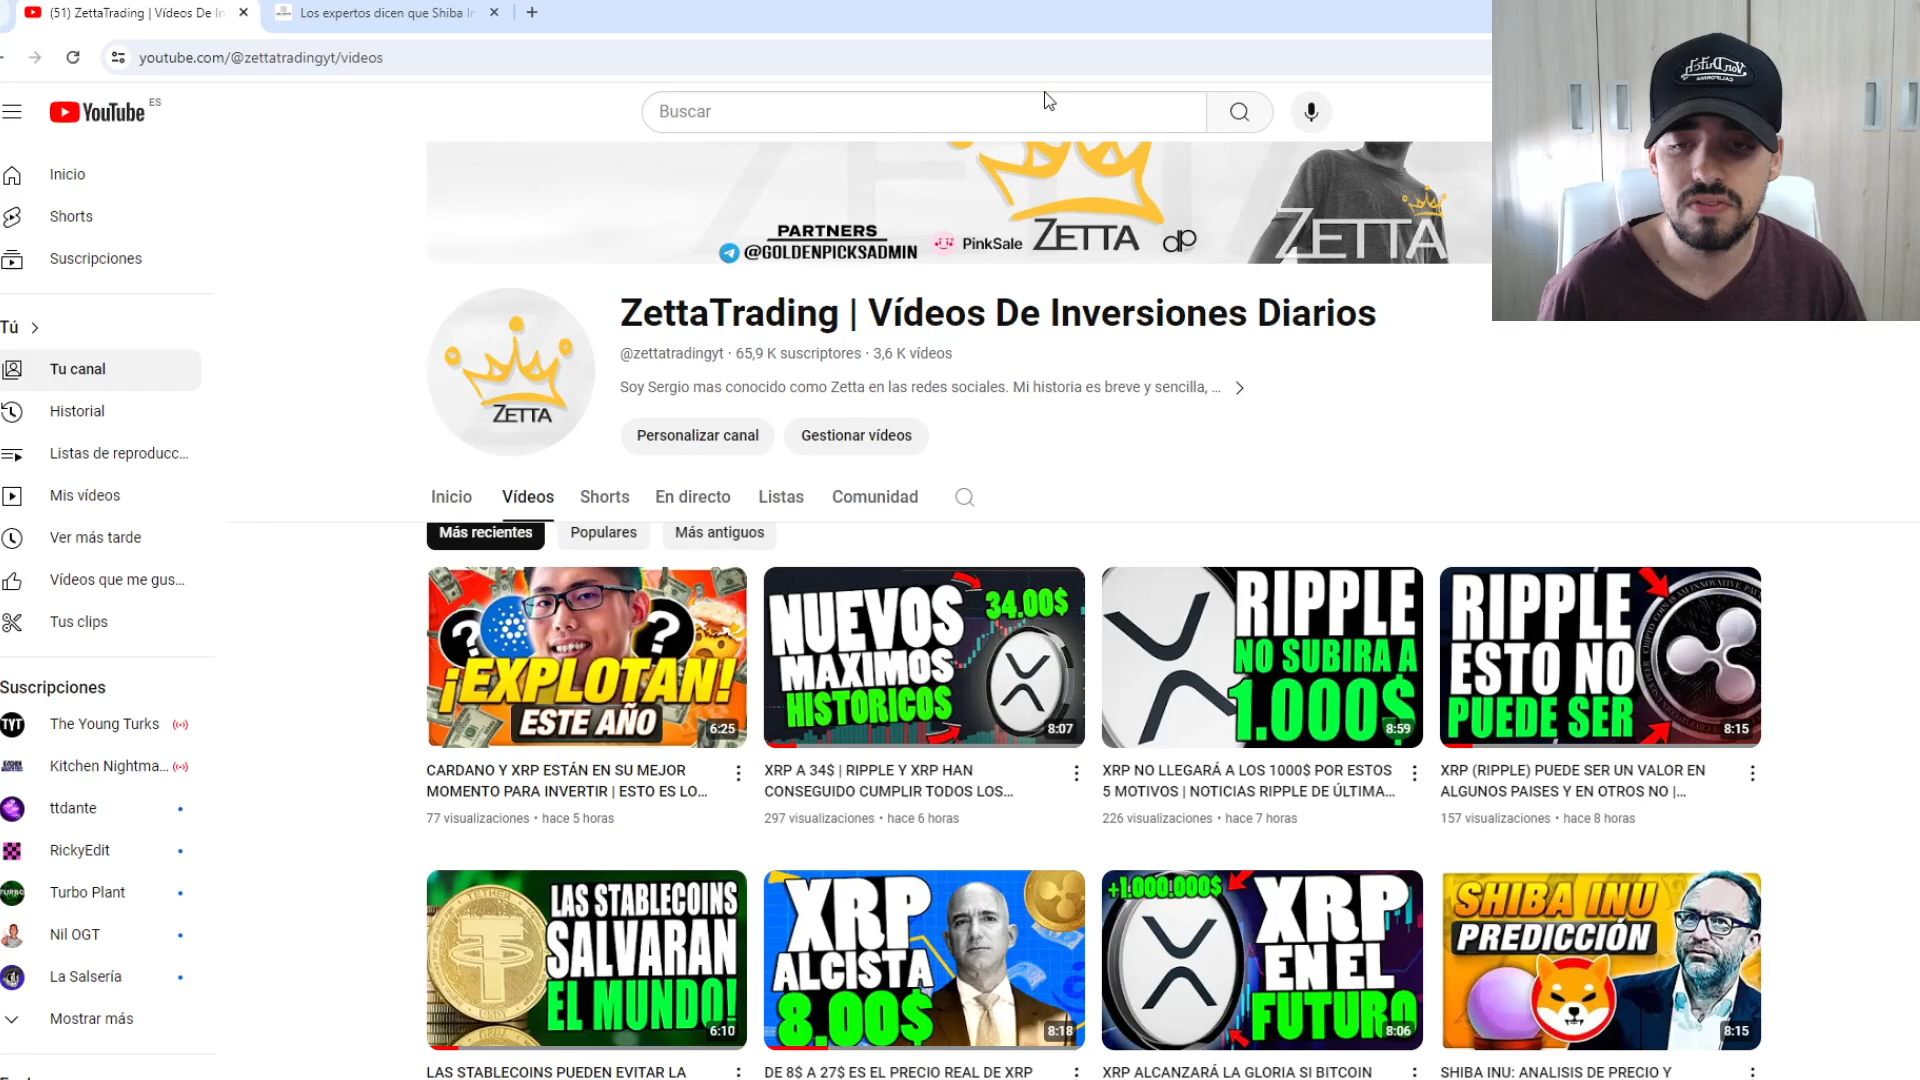 (51) ZettaTrading | Vídeos De In
Los expertos dicen que Shiba In
youtube.com/@zettatradingyt/videos
YouTube ES
Buscar
Inicio
Shorts
Suscripciones
Tú
Tu canal
Historial
Listas de reproducc...
Mis vídeos
Ver más tarde
Vídeos que me gus...
Tus clips
Suscripciones
TYT
The Young Turks
Kitchen Nightma...
ttdante
RickyEdit
TURBO
Turbo Plant
Nil OGT
La Salsería
Mostrar más
PARTNERS
@GOLDENPICKSADMIN
PinkSale
ZETTA
dp
ZETTA
Von Dutch
CALIFORNIA
ZETTA
ZettaTrading | Vídeos De Inversiones Diarios
@zettatradingyt · 65,9 K suscriptores · 3,6 K vídeos
Soy Sergio mas conocido como Zetta en las redes sociales. Mi historia es breve y sencilla, ...
Personalizar canal
Gestionar vídeos
Inicio
Vídeos
Shorts
En directo
Listas
Comunidad
Más recientes
Populares
Más antiguos
¡EXPLOTAN!
ESTE AÑO
6:25
CARDANO Y XRP ESTÁN EN SU MEJOR
MOMENTO PARA INVERTIR | ESTO ES LO...
77 visualizaciones • hace 5 horas
NUEVOS
MAXIMOS
HISTORICOS
34.00$
8:07
XRP A 34$ | RIPPLE Y XRP HAN
CONSEGUIDO CUMPLIR TODOS LOS...
297 visualizaciones • hace 6 horas
RIPPLE
NO SUBIRA A
1.000$
8:59
XRP NO LLEGARÁ A LOS 1000$ POR ESTOS
5 MOTIVOS | NOTICIAS RIPPLE DE ÚLTIMA...
226 visualizaciones • hace 7 horas
RIPPLE
ESTO NO
PUEDE SER
8:15
XRP (RIPPLE) PUEDE SER UN VALOR EN
ALGUNOS PAISES Y EN OTROS NO |...
157 visualizaciones • hace 8 horas
TETHER
LAS STABLECOINS
SALVARAN
EL MUNDO!
6:10
LAS STABLECOINS PUEDEN EVITAR LA
XRP
ALCISTA
8.00$
8:18
DE 8$ A 27$ ES EL PRECIO REAL DE XRP
+1.000.000$
XRP
EN EL
FUTURO
8:06
XRP ALCANZARÁ LA GLORIA SI BITCOIN
SHIBA INU
PREDICCIÓN
8:15
SHIBA INU: ANALISIS DE PRECIO Y